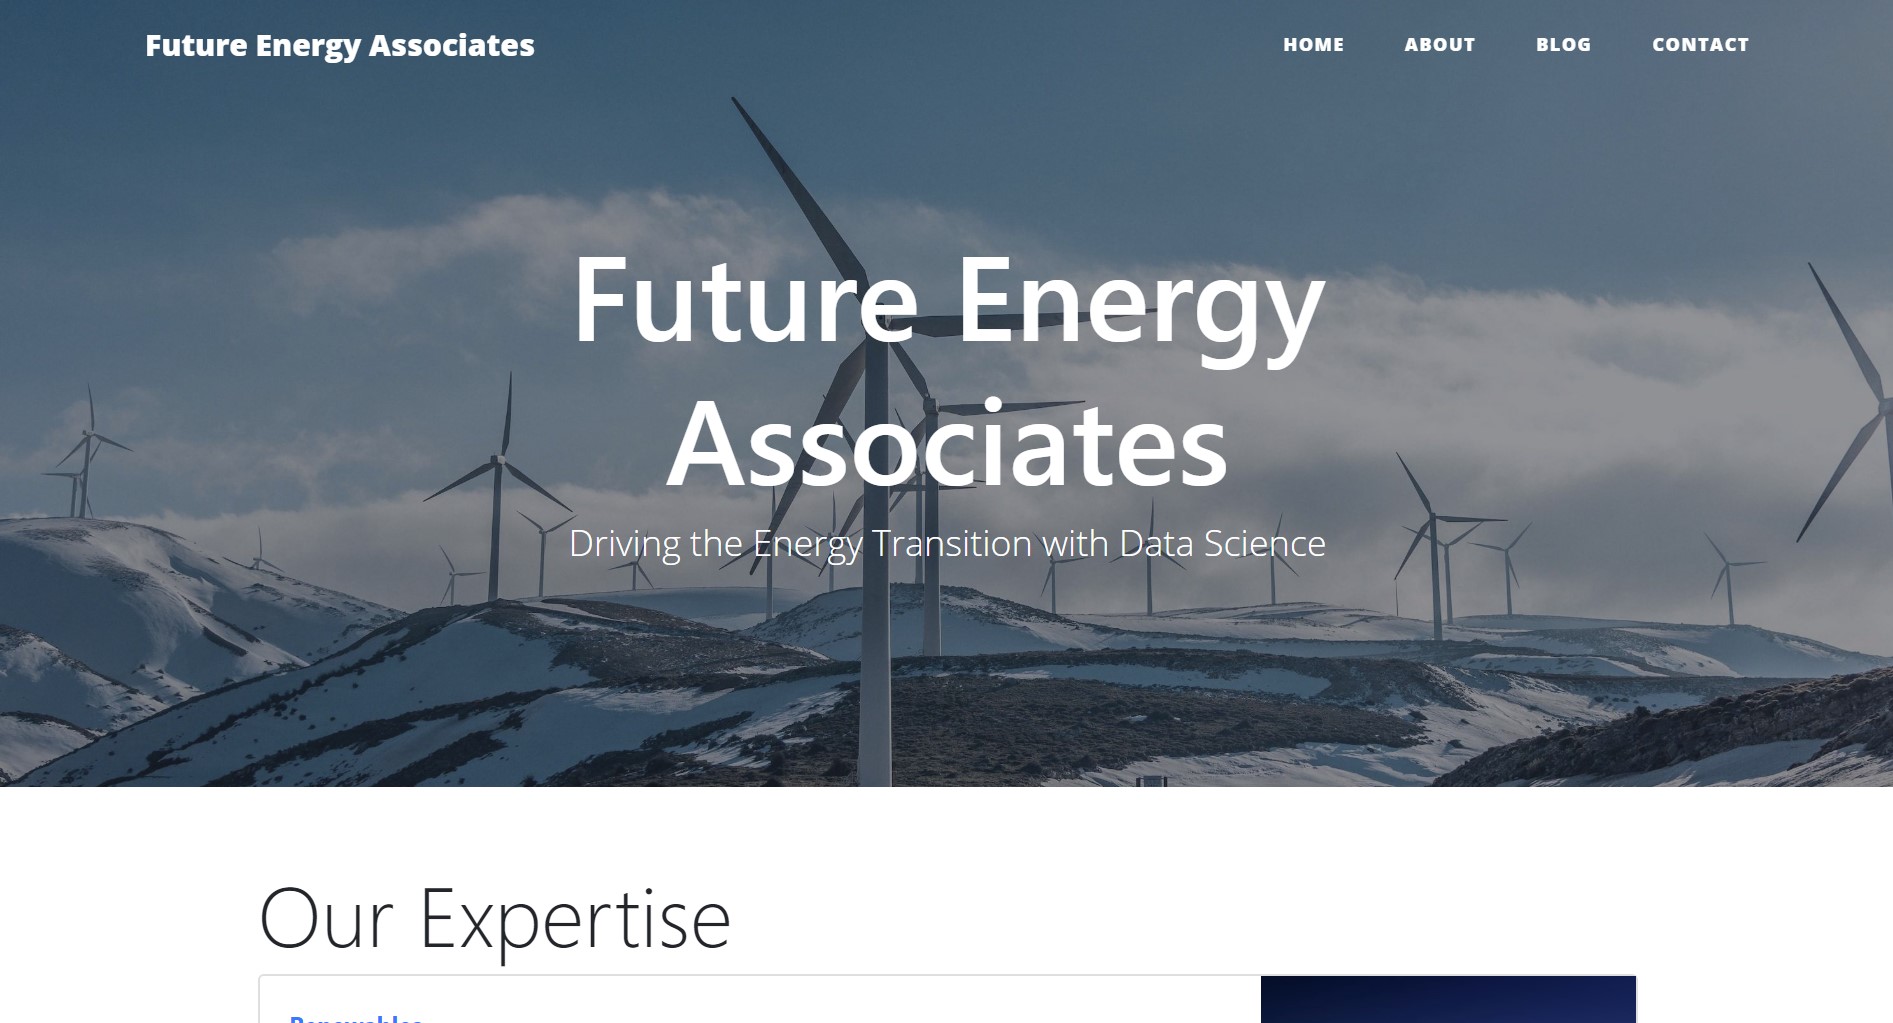 Future Energy Associates
HOME ABOUT BLOG CONTACT
Future Energy
Associates
Driving the Energy Transition with Data Science
Our Expertise
Renewables